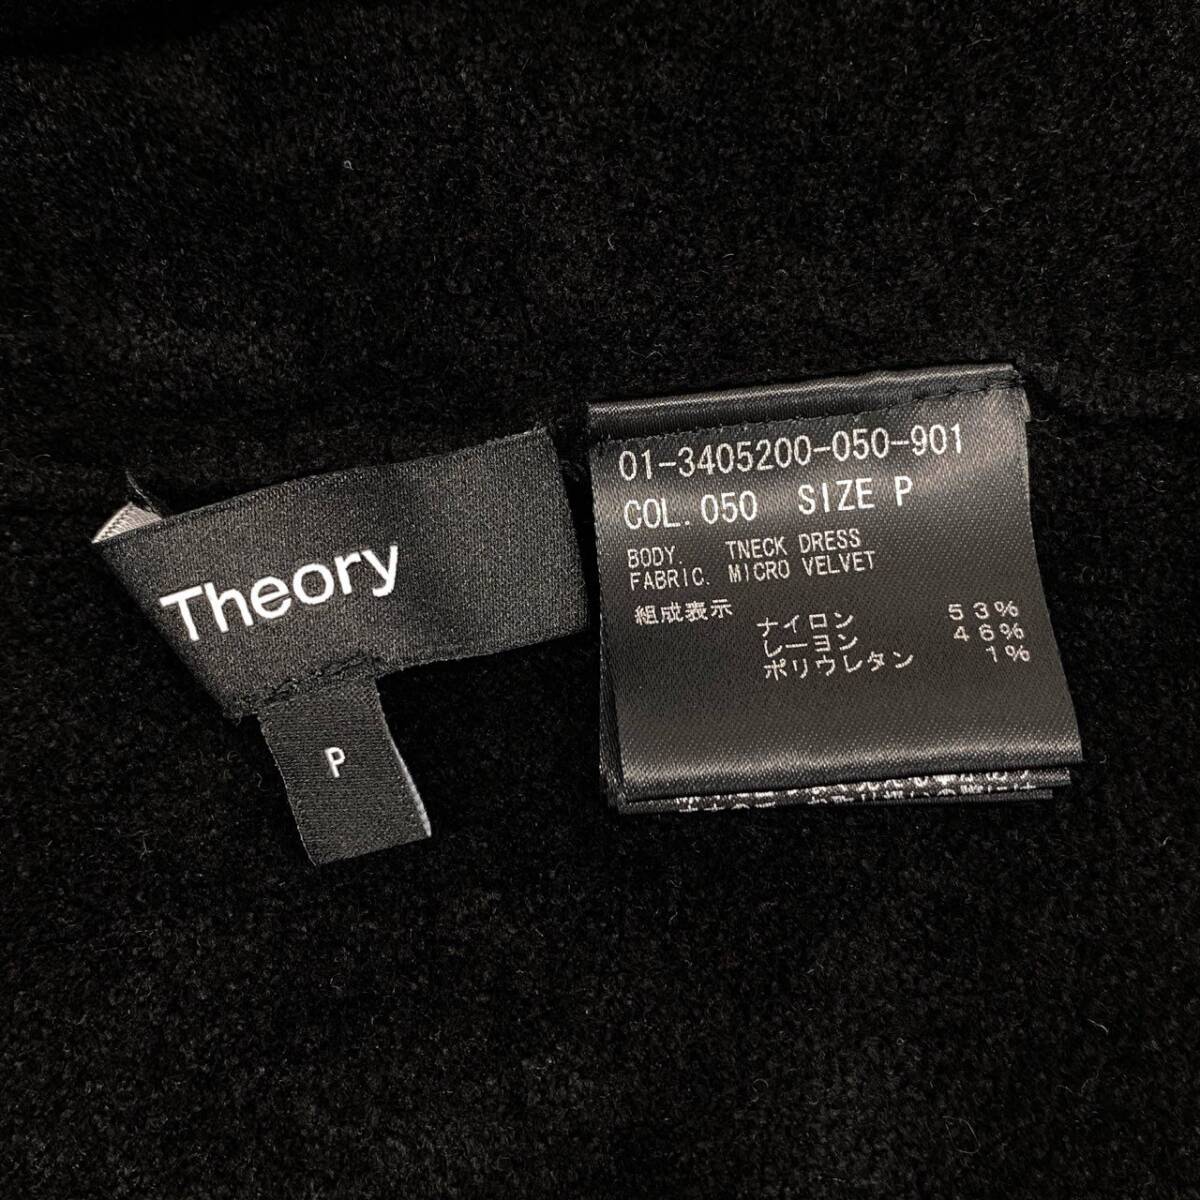 Theory
P
01-3405200-050-901
COL. 050 SIZE P
BODY. TNECK DRESS
FABRIC. MICRO VELVET
組成表示
ナイロン 53%
レーヨン 46%
ポリウレタン 1%